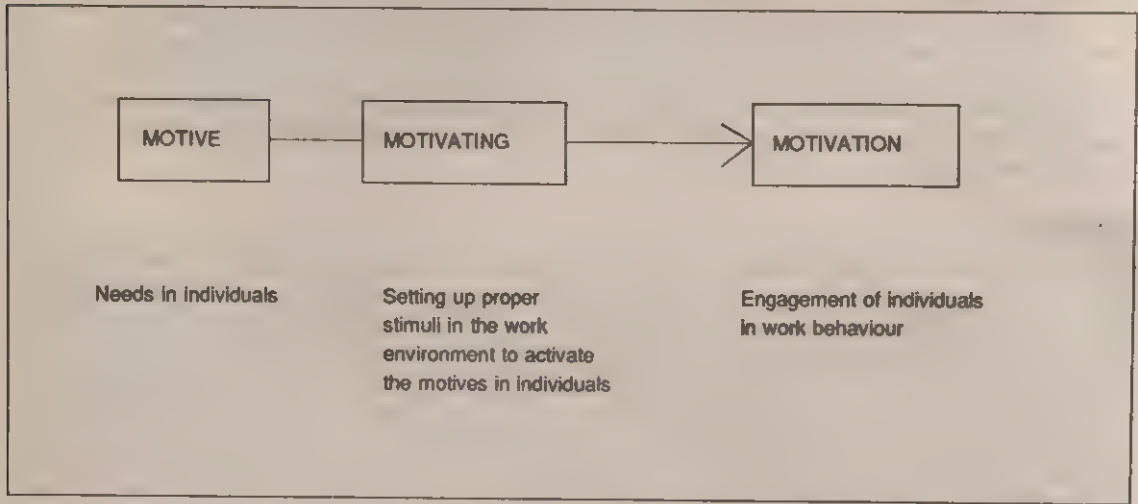 MOTIVE
MOTIVATING
MOTIVATION
Needs in individuals
Setting up proper
stimuli in the work
environment to activate
the motives in individuals
Engagement of individuals
in work behaviour